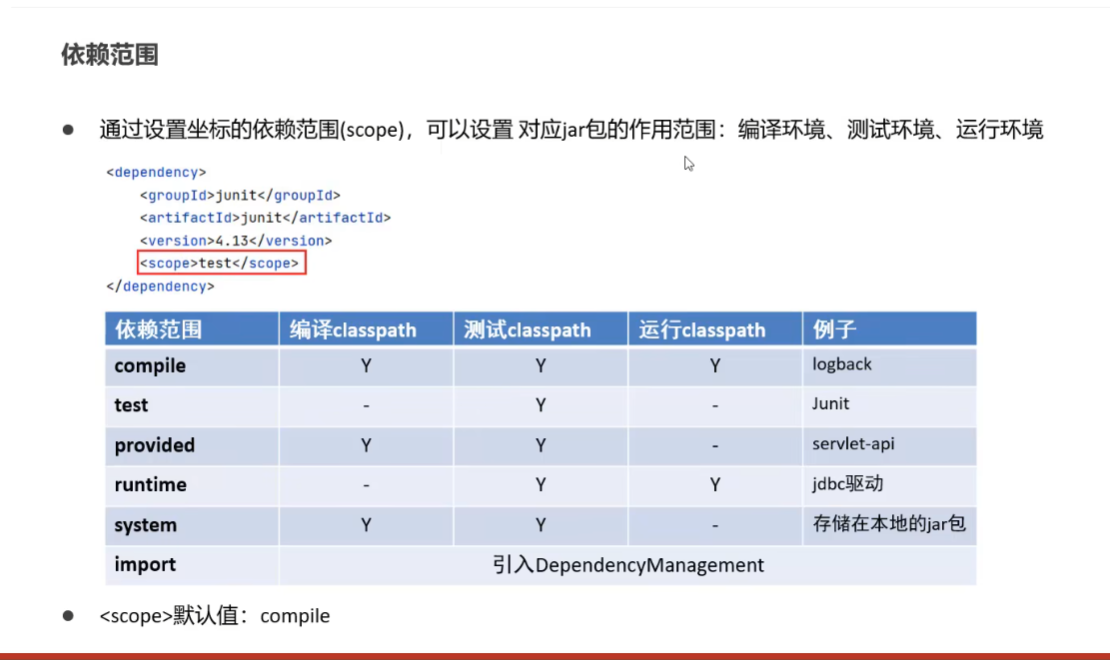 依赖范围
● 通过设置坐标的依赖范围(scope)，可以设置 对应jar包的作用范围：编译环境、测试环境、运行环境
<dependency>
    <groupId>junit</groupId>
    <artifactId>junit</artifactId>
    <version>4.13</version>
    <scope>test</scope>
</dependency>
依赖范围 编译classpath 测试classpath 运行classpath 例子
compile Y Y Y logback
test - Y - Junit
provided Y Y - servlet-api
runtime - Y Y jdbc驱动
system Y Y - 存储在本地的jar包
import 引入DependencyManagement
● <scope>默认值：compile